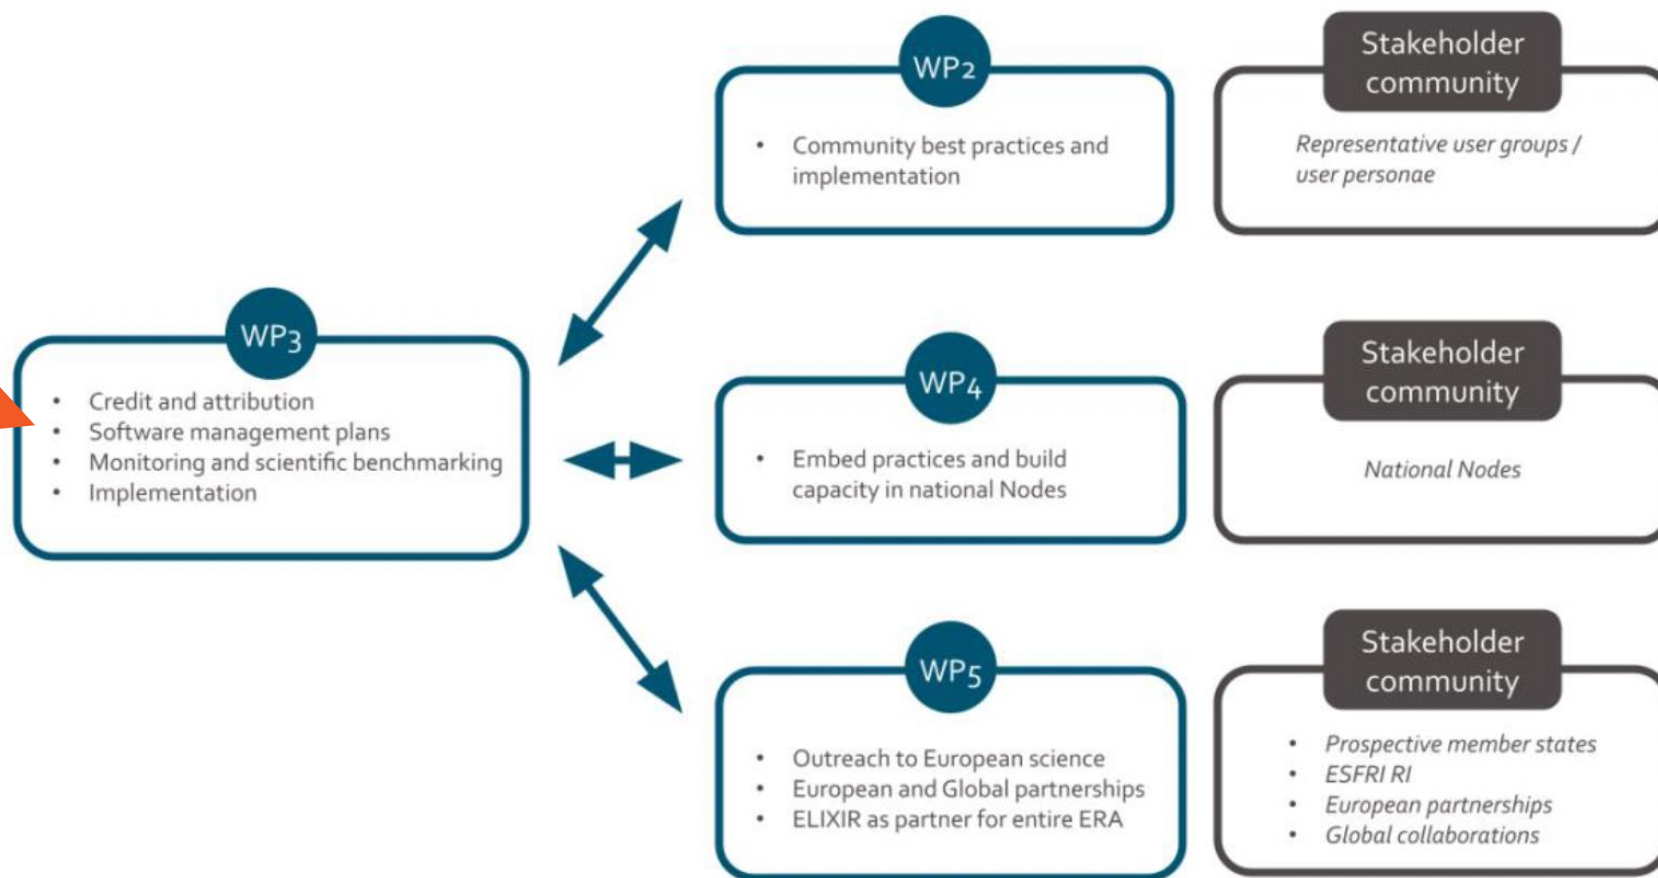 WP2
• Community best practices and
implementation
Stakeholder
community
Representative user groups /
user personae
WP3
• Credit and attribution
• Software management plans
• Monitoring and scientific benchmarking
• Implementation
WP4
• Embed practices and build
capacity in national Nodes
Stakeholder
community
National Nodes
WP5
• Outreach to European science
• European and Global partnerships
• ELIXIR as partner for entire ERA
Stakeholder
community
• Prospective member states
• ESFRI RI
• European partnerships
• Global collaborations